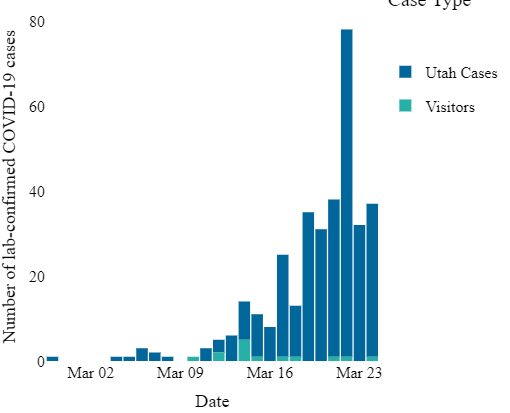 Case Type
Utah Cases
Visitors
Number of lab-confirmed COVID-19 cases
80
60
40
20
0
Mar 02 Mar 09 Mar 16 Mar 23
Date